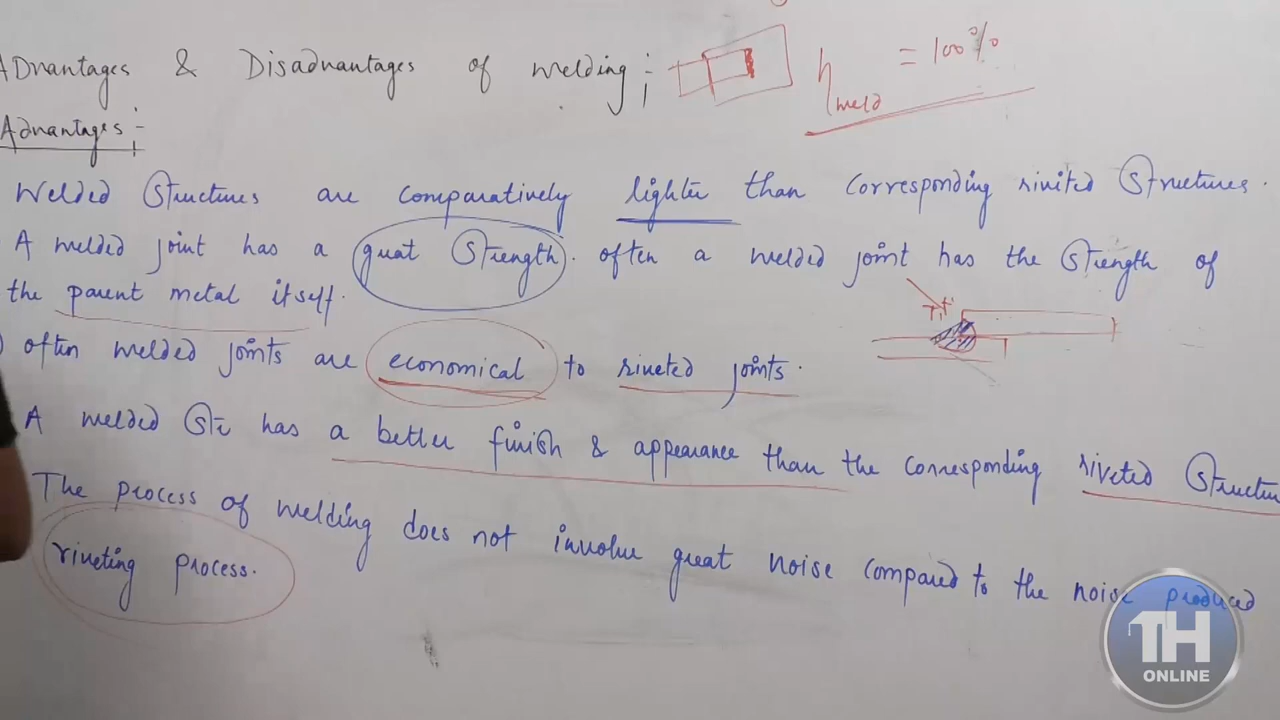 ADvantages & Disadvantages of welding :-
η weld = 100%
Advantages :-
Welded Structures are comparatively lighter than corresponding rivited Structures.
A welded joint has a great Strength. often a welded joint has the Strength of
the parent metal itself.
often welded joints are economical to riveted joints.
A welded Str has a better finish & appearance than the corresponding riveted Structur
The process of welding does not involve great noise compared to the noise produced
riveting process.
TH
ONLINE